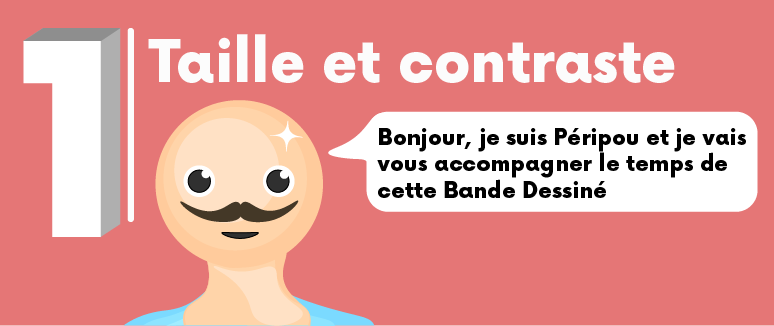 1
Taille et contraste
Bonjour, je suis Péripou et je vais
vous accompagner le temps de
cette Bande Dessiné